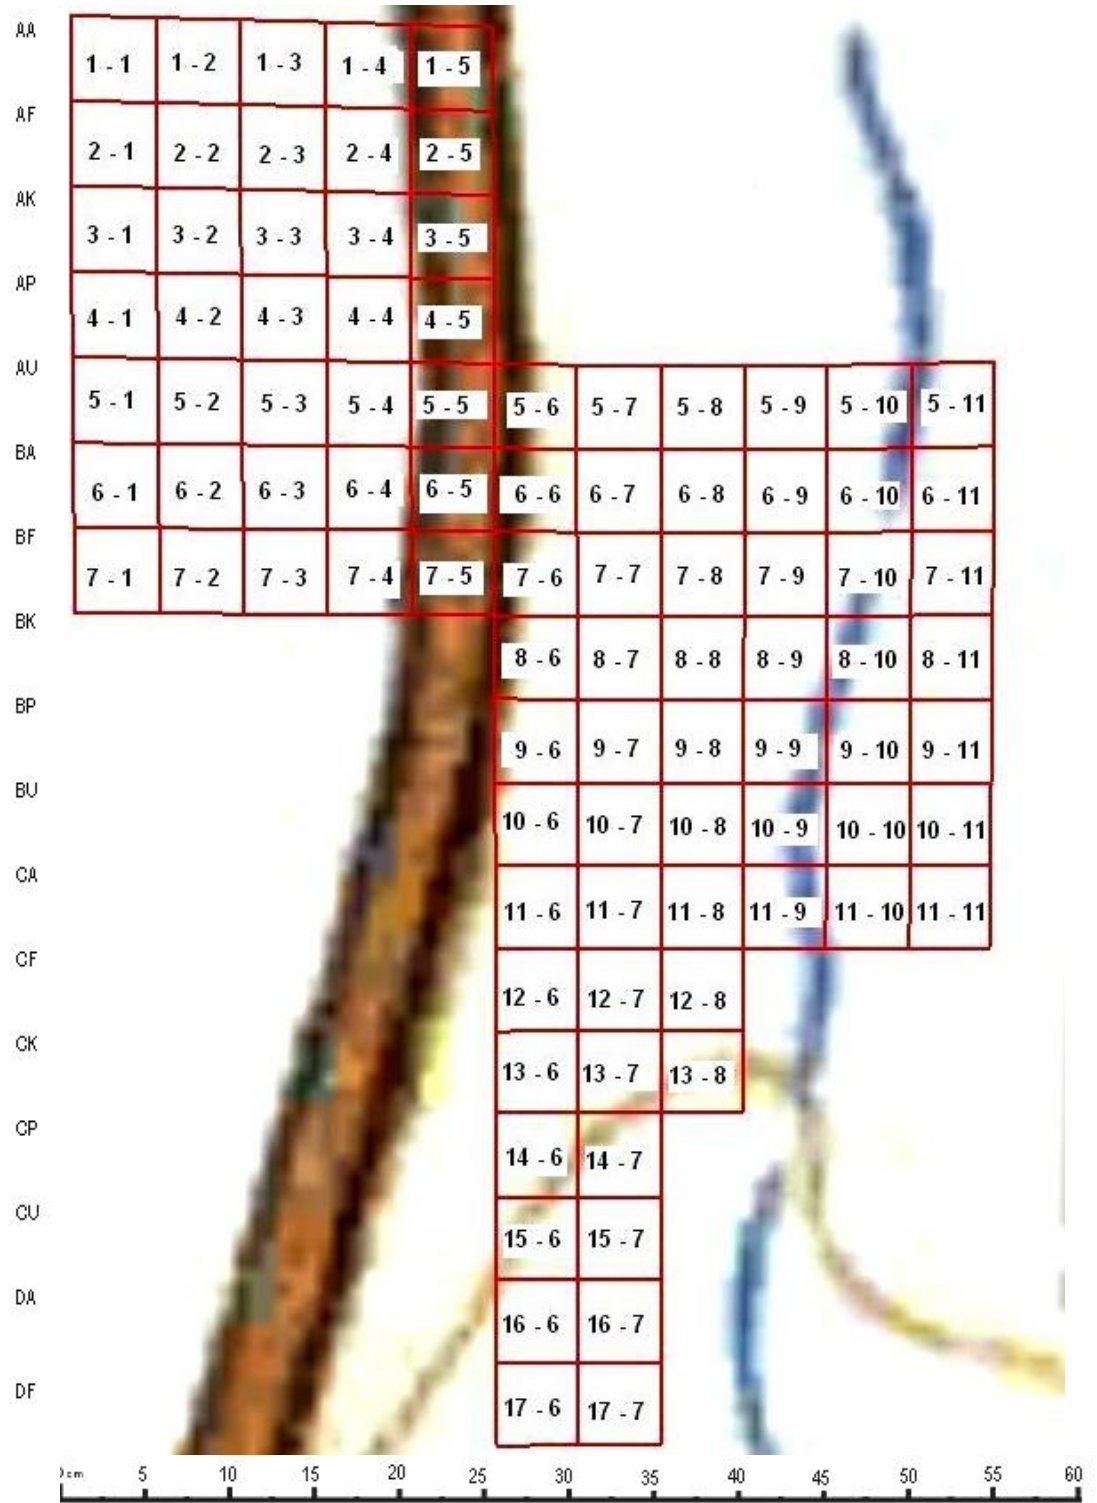 AA
1 - 1 1 - 2 1 - 3 1 - 4 1 - 5
AF
2 - 1 2 - 2 2 - 3 2 - 4 2 - 5
AK
3 - 1 3 - 2 3 - 3 3 - 4 3 - 5
AP
4 - 1 4 - 2 4 - 3 4 - 4 4 - 5
AU
5 - 1 5 - 2 5 - 3 5 - 4 5 - 5 5 - 6 5 - 7 5 - 8 5 - 9 5 - 10 5 - 11
BA
6 - 1 6 - 2 6 - 3 6 - 4 6 - 5 6 - 6 6 - 7 6 - 8 6 - 9 6 - 10 6 - 11
BF
7 - 1 7 - 2 7 - 3 7 - 4 7 - 5 7 - 6 7 - 7 7 - 8 7 - 9 7 - 10 7 - 11
BK
8 - 6 8 - 7 8 - 8 8 - 9 8 - 10 8 - 11
BP
9 - 6 9 - 7 9 - 8 9 - 9 9 - 10 9 - 11
BU
10 - 6 10 - 7 10 - 8 10 - 9 10 - 10 10 - 11
CA
11 - 6 11 - 7 11 - 8 11 - 9 11 - 10 11 - 11
CF
12 - 6 12 - 7 12 - 8
CK
13 - 6 13 - 7 13 - 8
CP
14 - 6 14 - 7
CU
15 - 6 15 - 7
DA
16 - 6 16 - 7
DF
17 - 6 17 - 7
0 cm 5 10 15 20 25 30 35 40 45 50 55 60